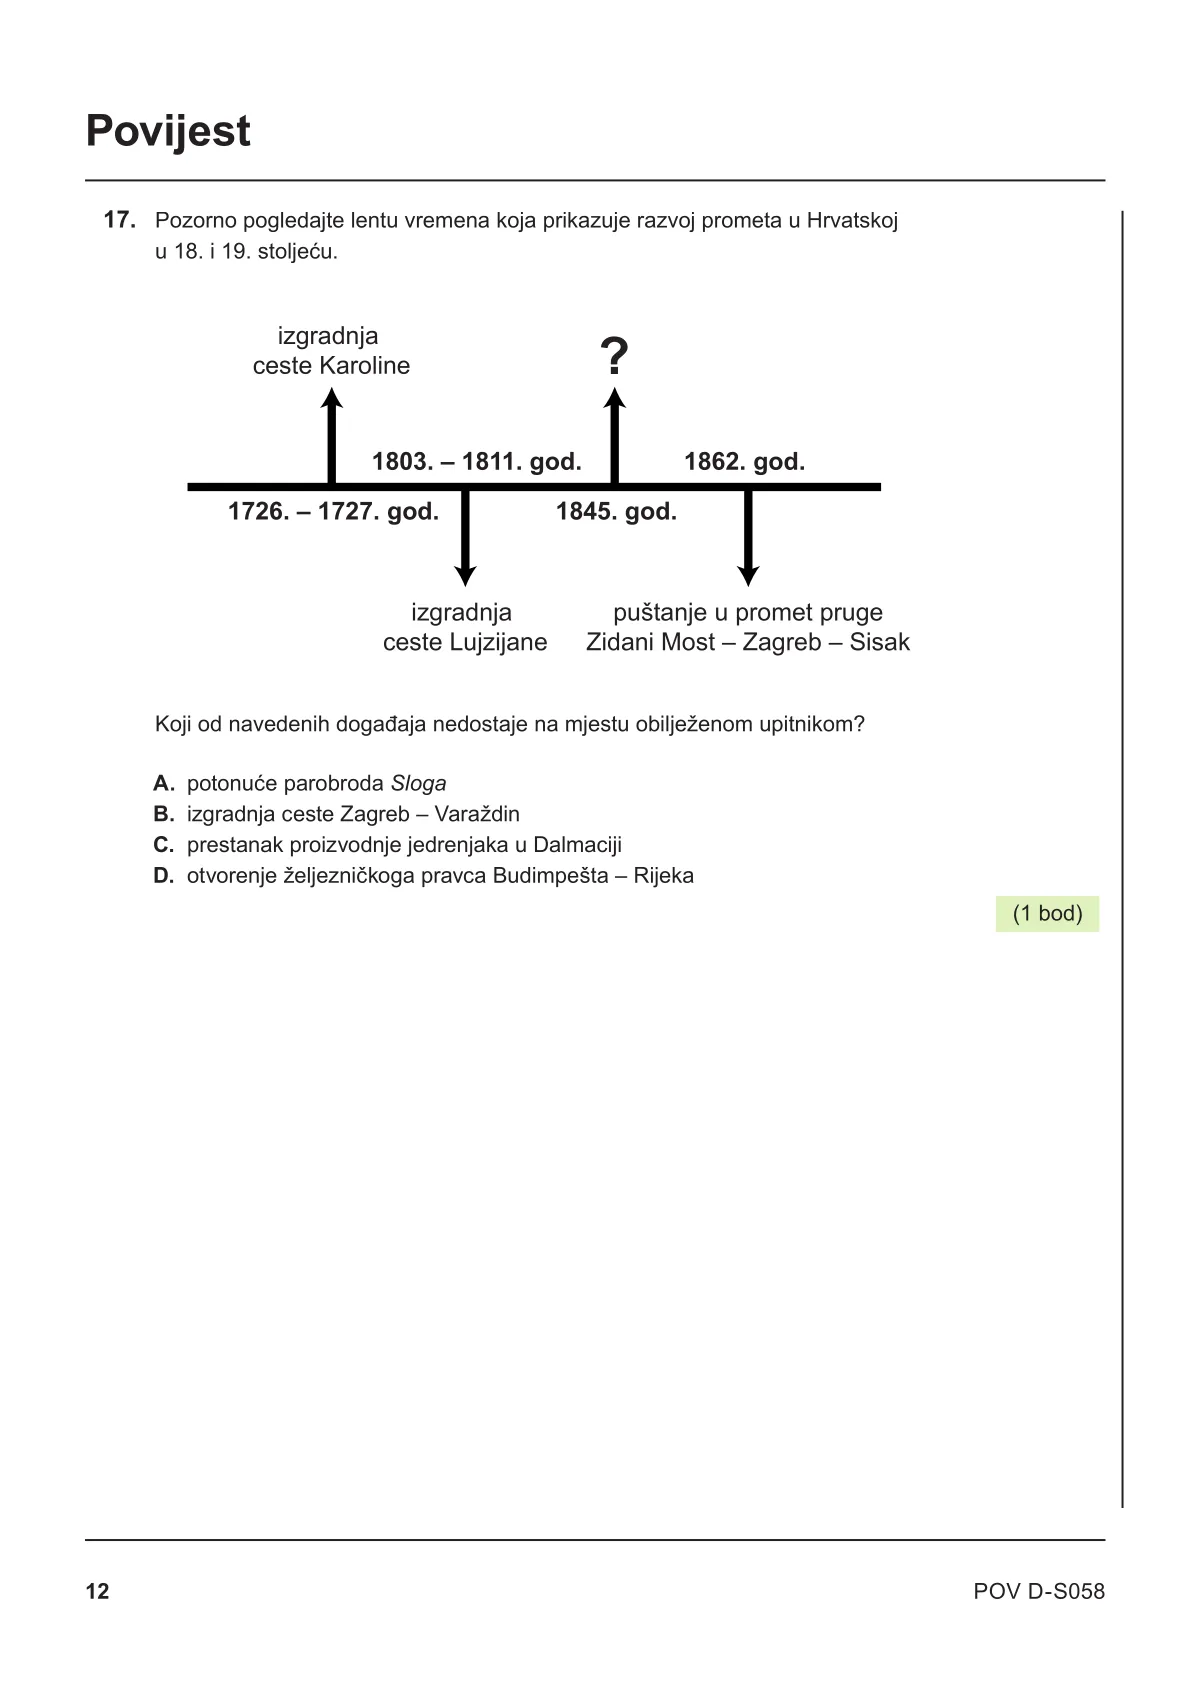 Povijest
17. Pozorno pogledajte lentu vremena koja prikazuje razvoj prometa u Hrvatskoj
u 18. i 19. stoljeću.
izgradnja
ceste Karoline
?
1803. – 1811. god.
1862. god.
1726. – 1727. god.
1845. god.
izgradnja
ceste Lujzijane
puštanje u promet pruge
Zidani Most – Zagreb – Sisak
Koji od navedenih događaja nedostaje na mjestu obilježenom upitnikom?
A. potonuće parobroda Sloga
B. izgradnja ceste Zagreb – Varaždin
C. prestanak proizvodnje jedrenjaka u Dalmaciji
D. otvorenje željezničkoga pravca Budimpešta – Rijeka
(1 bod)
12
POV D-S058